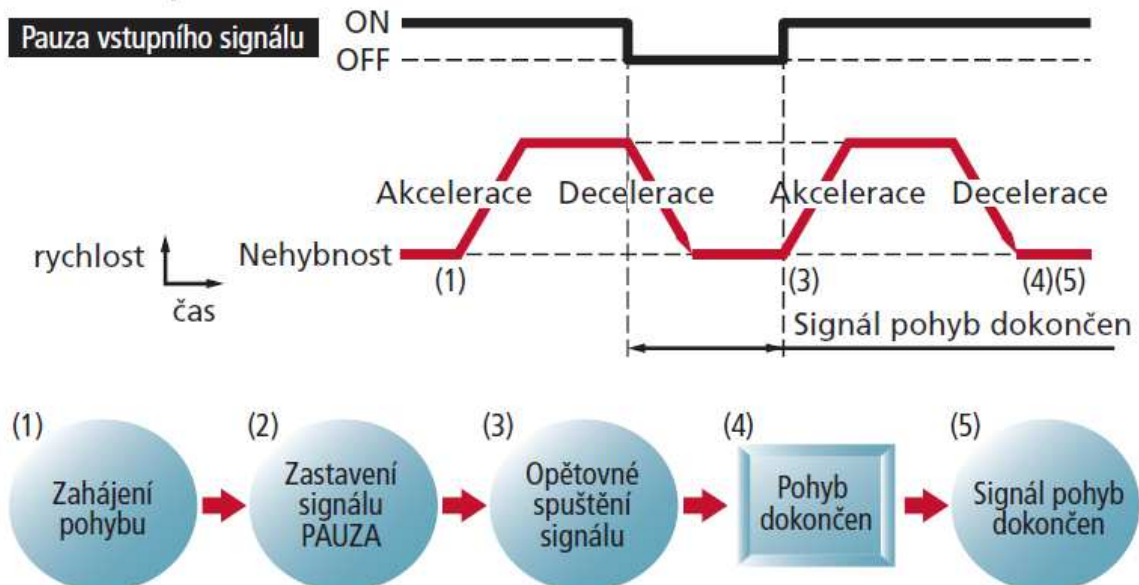 ON
Pauza vstupního signálu
OFF
Akcelerace Decelerace Akcelerace Decelerace
rychlost
Nehybnost
(1) (3) (4)(5)
čas
Signál pohyb dokončen
(1) (2) (3) (4) (5)
Zahájení
pohybu
Zastavení
signálu
PAUZA
Opětovné
spuštění
signálu
Pohyb
dokončen
Signál pohyb
dokončen